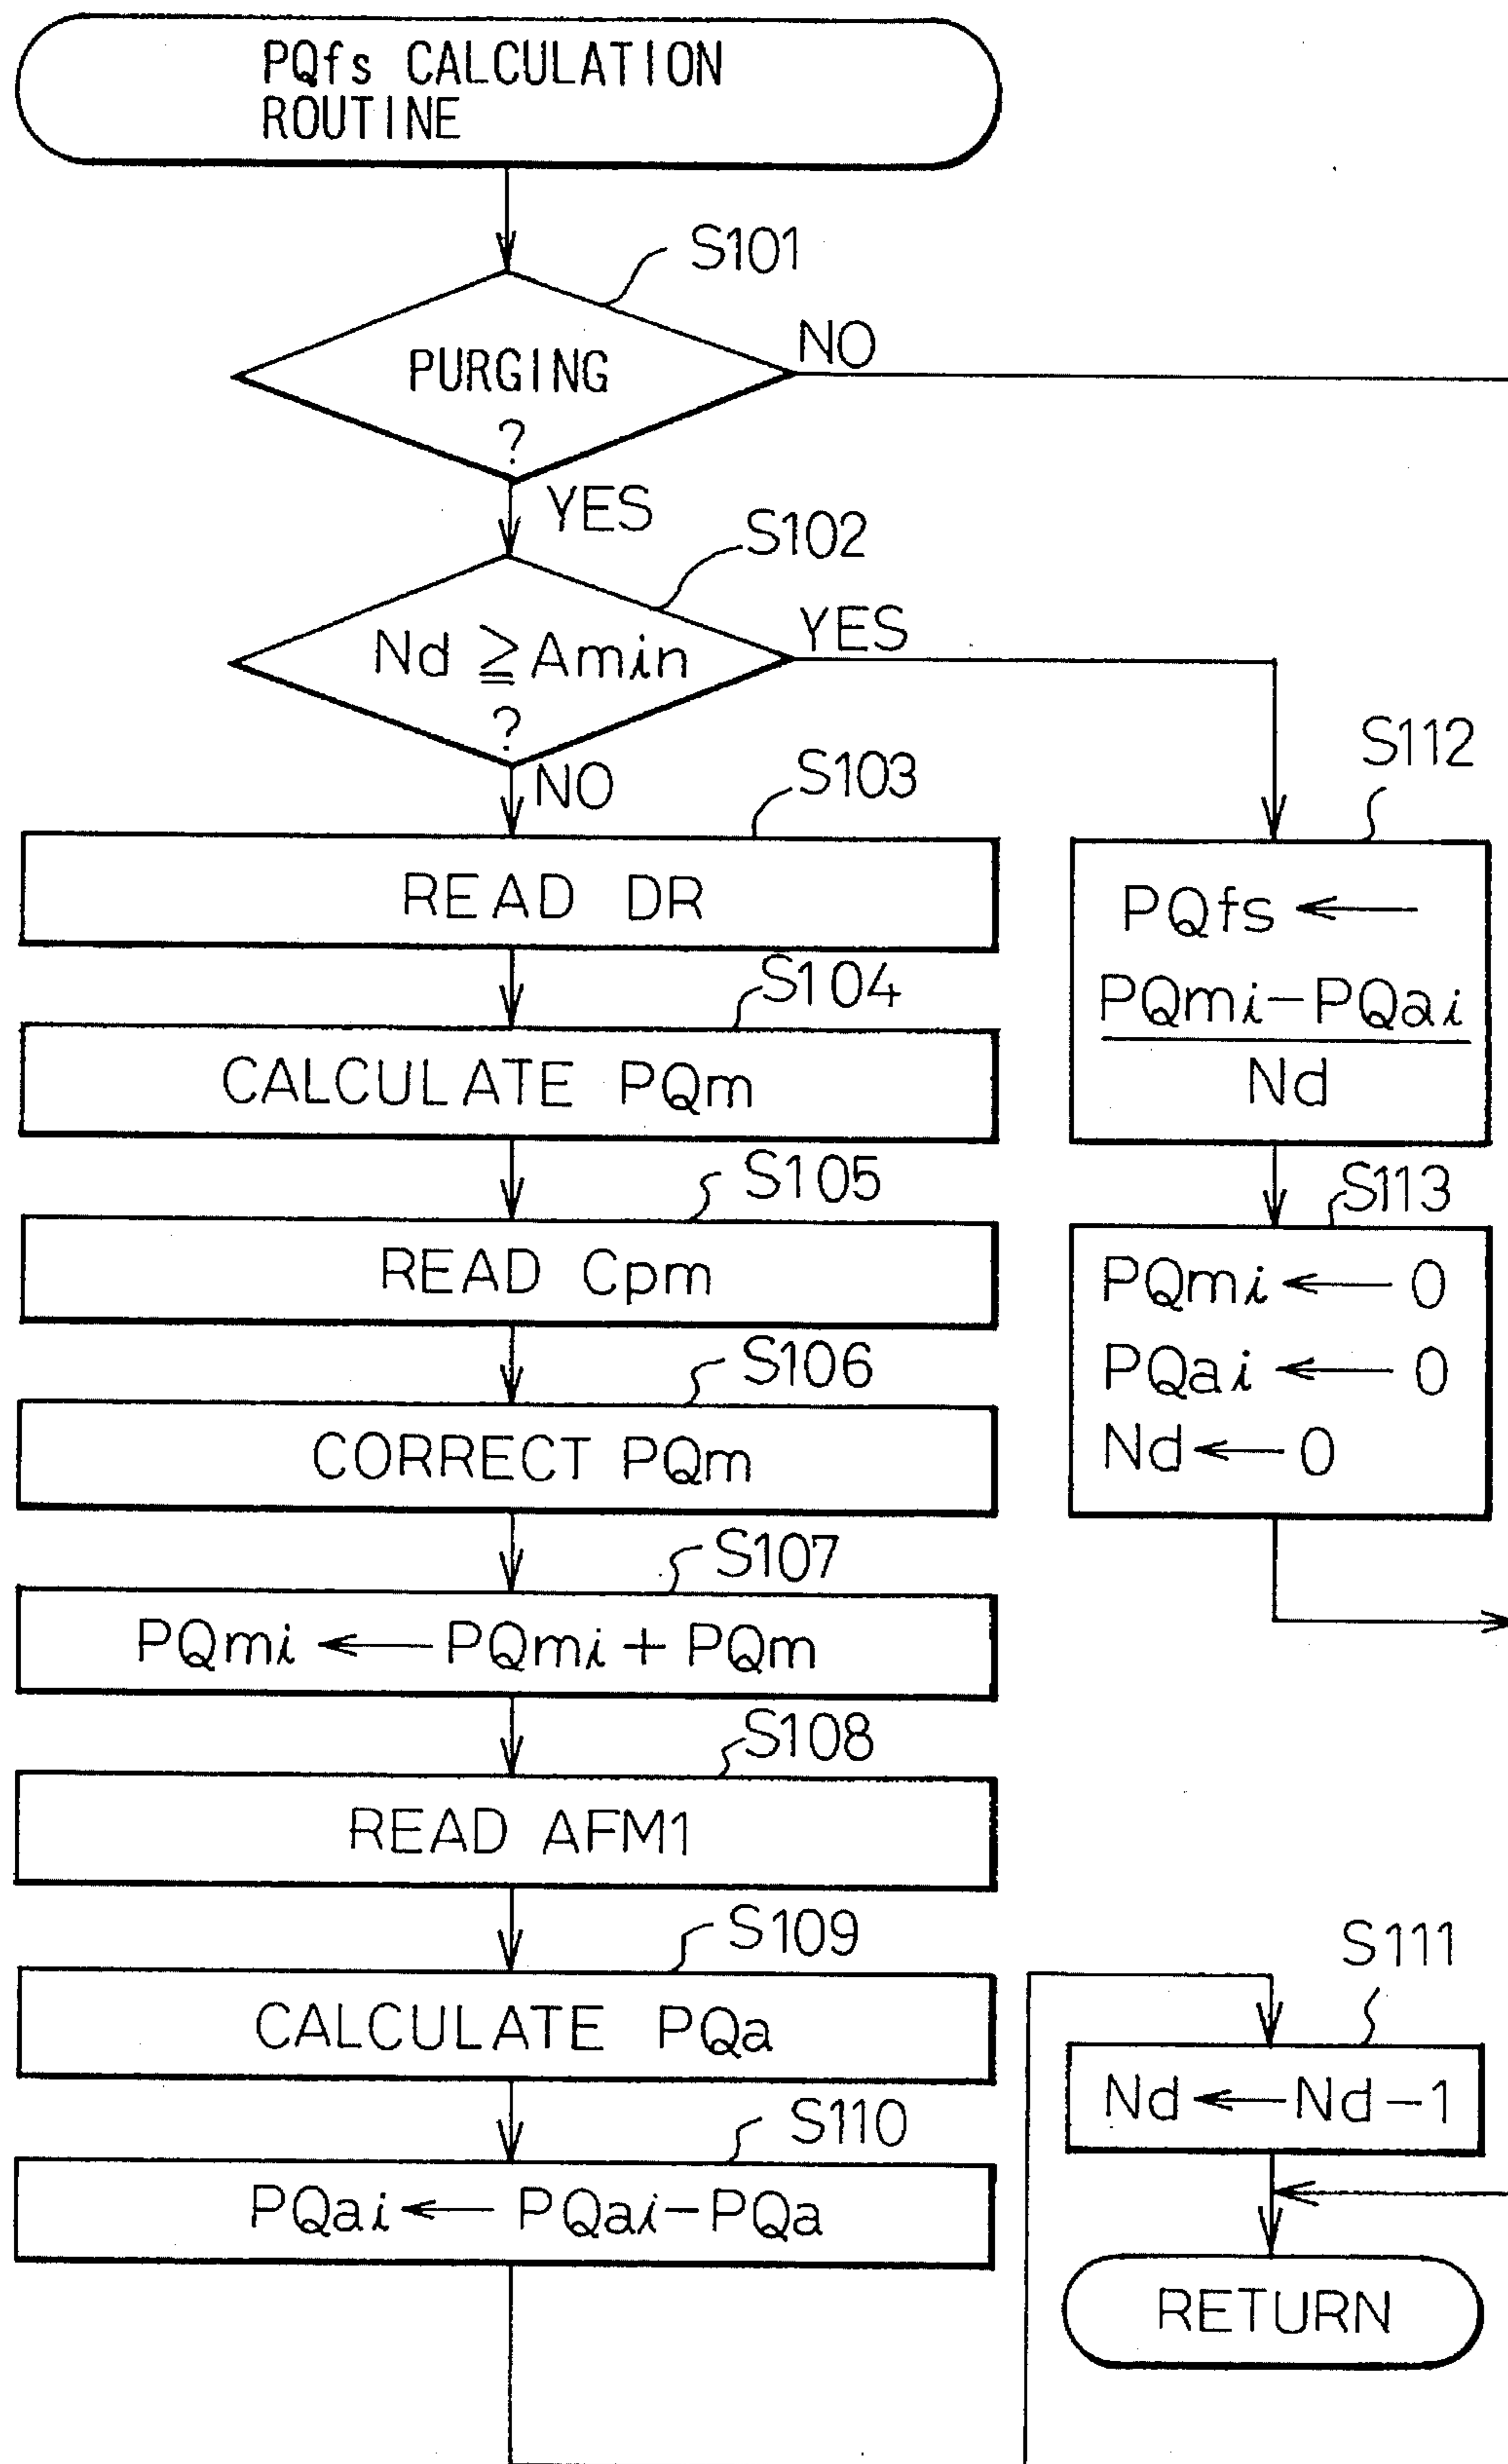 PQfs CALCULATION
ROUTINE
S101
PURGING
?
NO
YES
S102
Nd ≧ Amin
?
YES
NO
S103
READ DR
S104
CALCULATE PQm
S105
READ Cpm
S106
CORRECT PQm
S107
PQmi ← PQmi + PQm
S108
READ AFM1
S109
CALCULATE PQa
S110
PQai ← PQai - PQa
S112
PQfs ←
PQmi - PQai
Nd
S113
PQmi ← 0
PQai ← 0
Nd ← 0
S111
Nd ← Nd - 1
RETURN